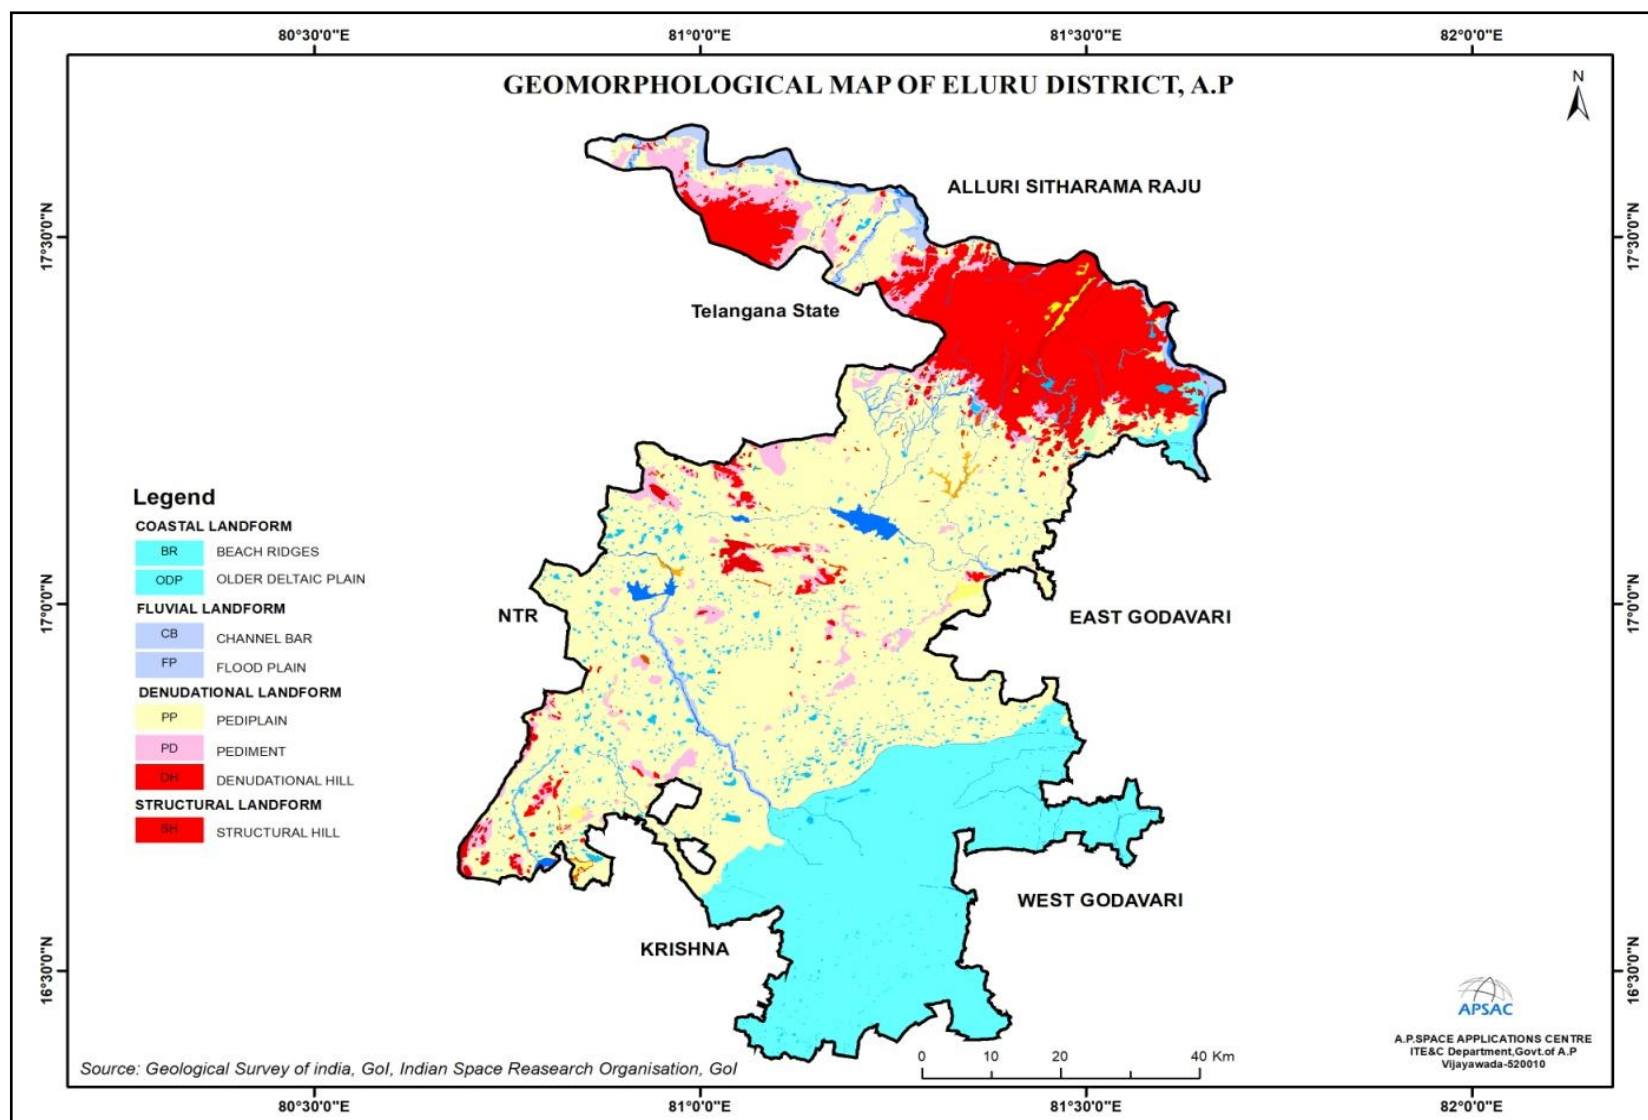 80°30'0"E 81°0'0"E 81°30'0"E 82°0'0"E
GEOMORPHOLOGICAL MAP OF ELURU DISTRICT, A.P
N
ALLURI SITHARAMA RAJU
17°30'0"N
17°30'0"N
Telangana State
Legend
COASTAL LANDFORM
BR BEACH RIDGES
ODP OLDER DELTAIC PLAIN
FLUVIAL LANDFORM
CB CHANNEL BAR
FP FLOOD PLAIN
DENUDATIONAL LANDFORM
PP PEDIPLAIN
PD PEDIMENT
DH DENUDATIONAL HILL
STRUCTURAL LANDFORM
SH STRUCTURAL HILL
17°0'0"N
17°0'0"N
NTR
EAST GODAVARI
WEST GODAVARI
KRISHNA
16°30'0"N
16°30'0"N
APSAC
A.P.SPACE APPLICATIONS CENTRE
ITE&C Department,Govt.of A.P
Vijayawada-520010
0 10 20 40 Km
Source: Geological Survey of india, GoI, Indian Space Reasearch Organisation, GoI
80°30'0"E 81°0'0"E 81°30'0"E 82°0'0"E